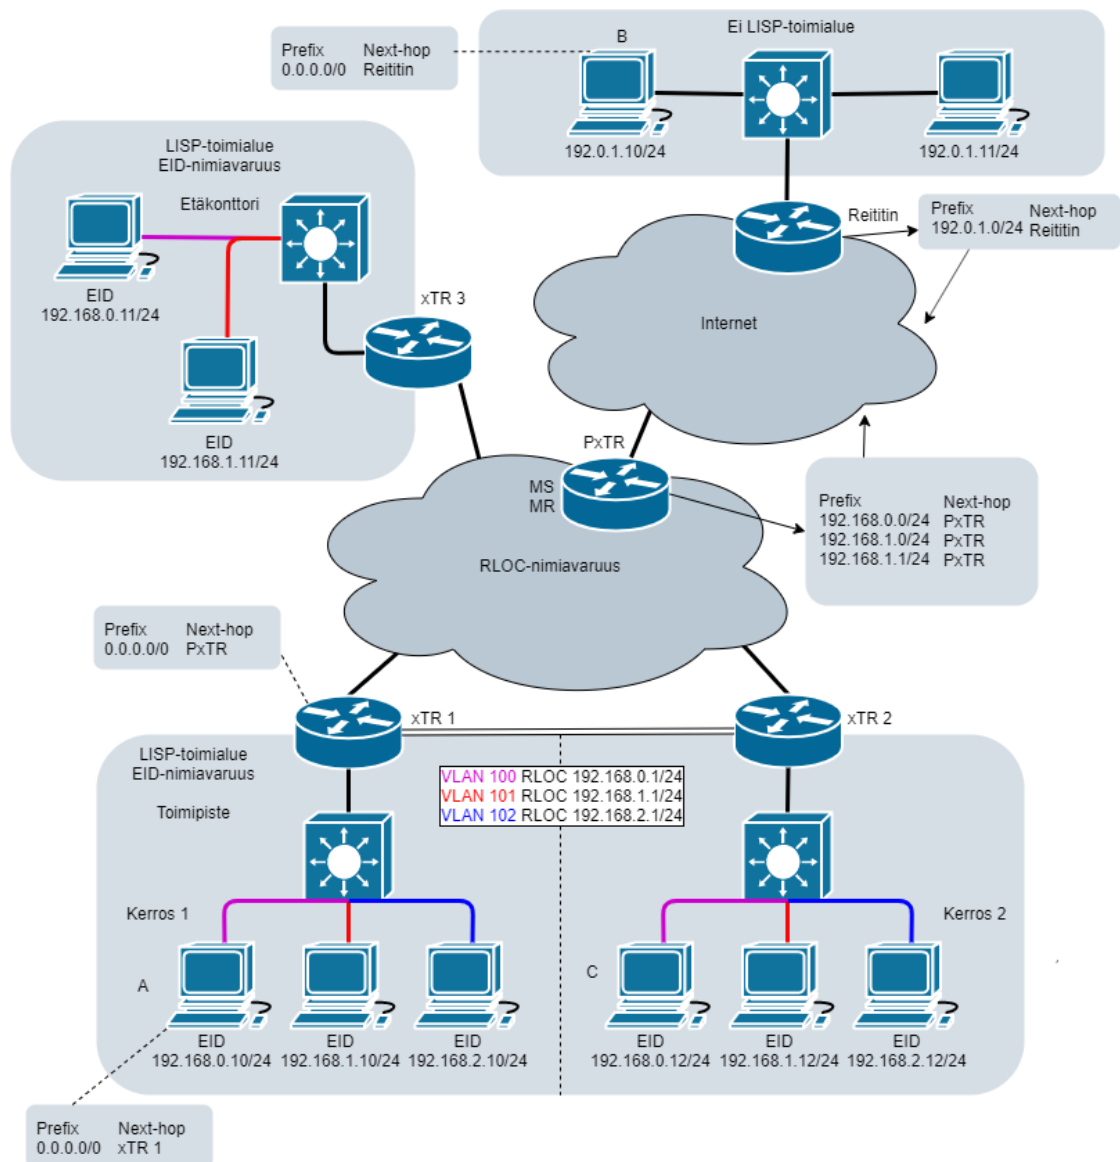 B
Ei LISP-toimialue
Prefix Next-hop
0.0.0.0/0 Reititin
192.0.1.10/24
192.0.1.11/24
LISP-toimialue
EID-nimiavaruus
Etäkonttori
EID
192.168.0.11/24
EID
192.168.1.11/24
xTR 3
Reititin
Prefix Next-hop
192.0.1.0/24 Reititin
Internet
PxTR
MS
MR
RLOC-nimiavaruus
Prefix Next-hop
192.168.0.0/24 PxTR
192.168.1.0/24 PxTR
192.168.1.1/24 PxTR
Prefix Next-hop
0.0.0.0/0 PxTR
xTR 1
xTR 2
LISP-toimialue
EID-nimiavaruus
Toimipiste
VLAN 100 RLOC 192.168.0.1/24
VLAN 101 RLOC 192.168.1.1/24
VLAN 102 RLOC 192.168.2.1/24
Kerros 1
Kerros 2
A
C
EID
192.168.0.10/24
EID
192.168.1.10/24
EID
192.168.2.10/24
EID
192.168.0.12/24
EID
192.168.1.12/24
EID
192.168.2.12/24
Prefix Next-hop
0.0.0.0/0 xTR 1